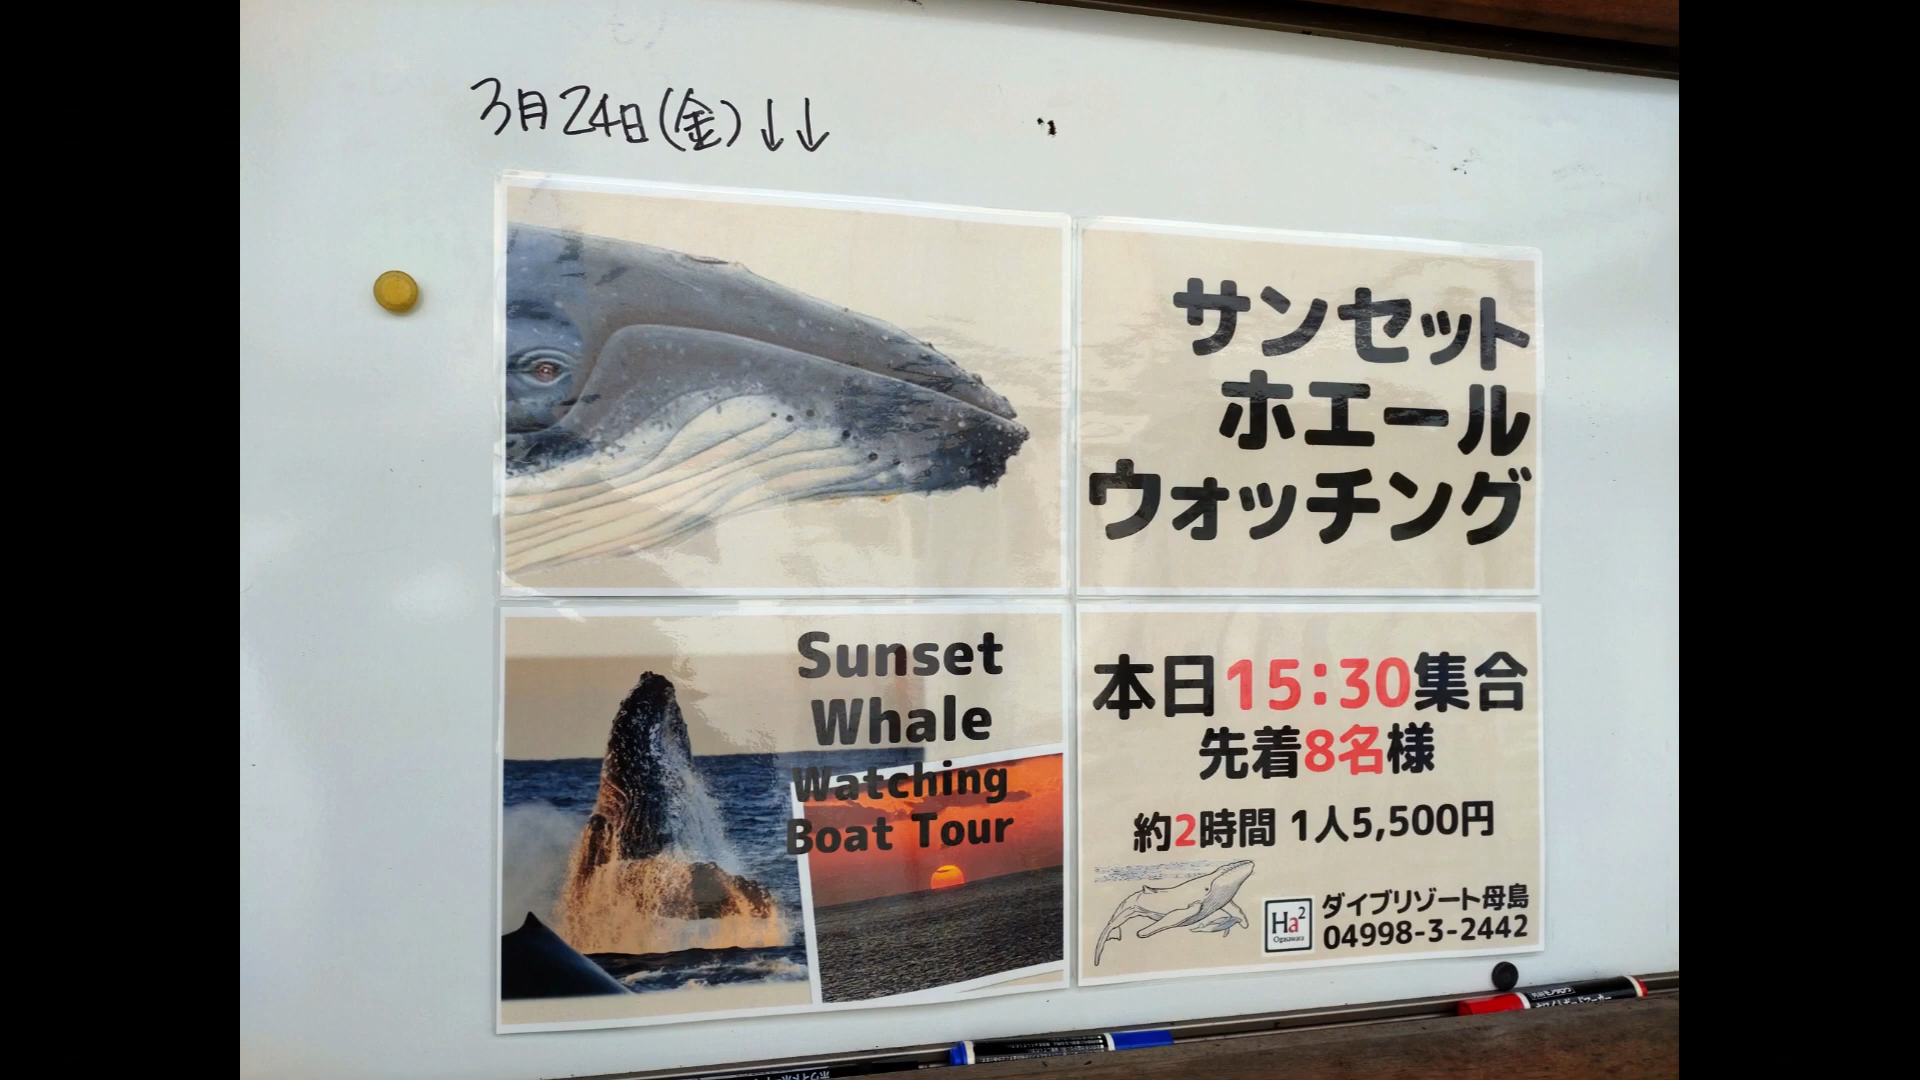 3月24日(金)↓↓
サンセット
ホエール
ウォッチング
Sunset
Whale
Watching
Boat Tour
本日15:30集合
先着8名様
約2時間 1人5,500円
Ha²
Ogasawara
ダイブリゾート母島
04998-3-2442